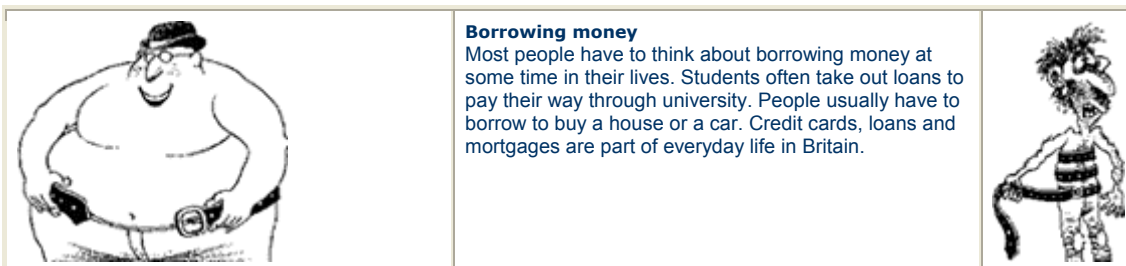 Borrowing money
Most people have to think about borrowing money at
some time in their lives. Students often take out loans to
pay their way through university. People usually have to
borrow to buy a house or a car. Credit cards, loans and
mortgages are part of everyday life in Britain.